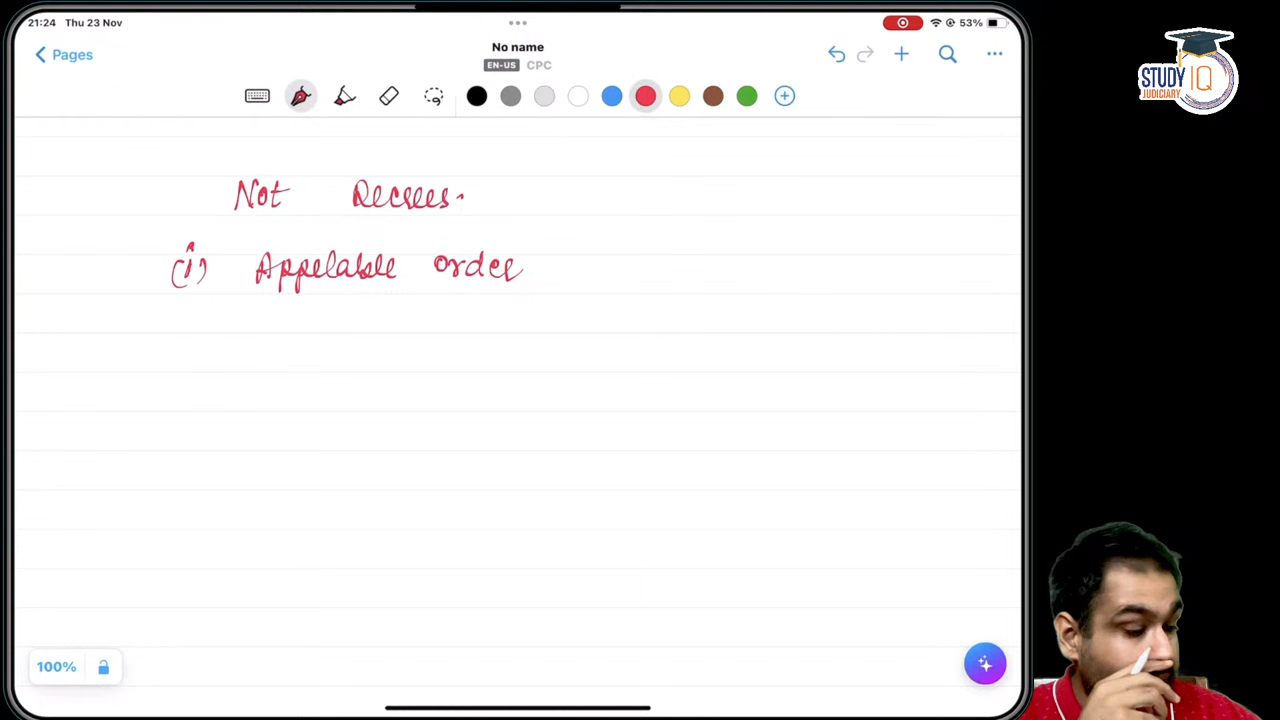 21:24 Thu 23 Nov
53%
Pages
No name
EN-US CPC
STUDY IQ
JUDICIARY
Not Decrees.
(i) Appelable order
100%